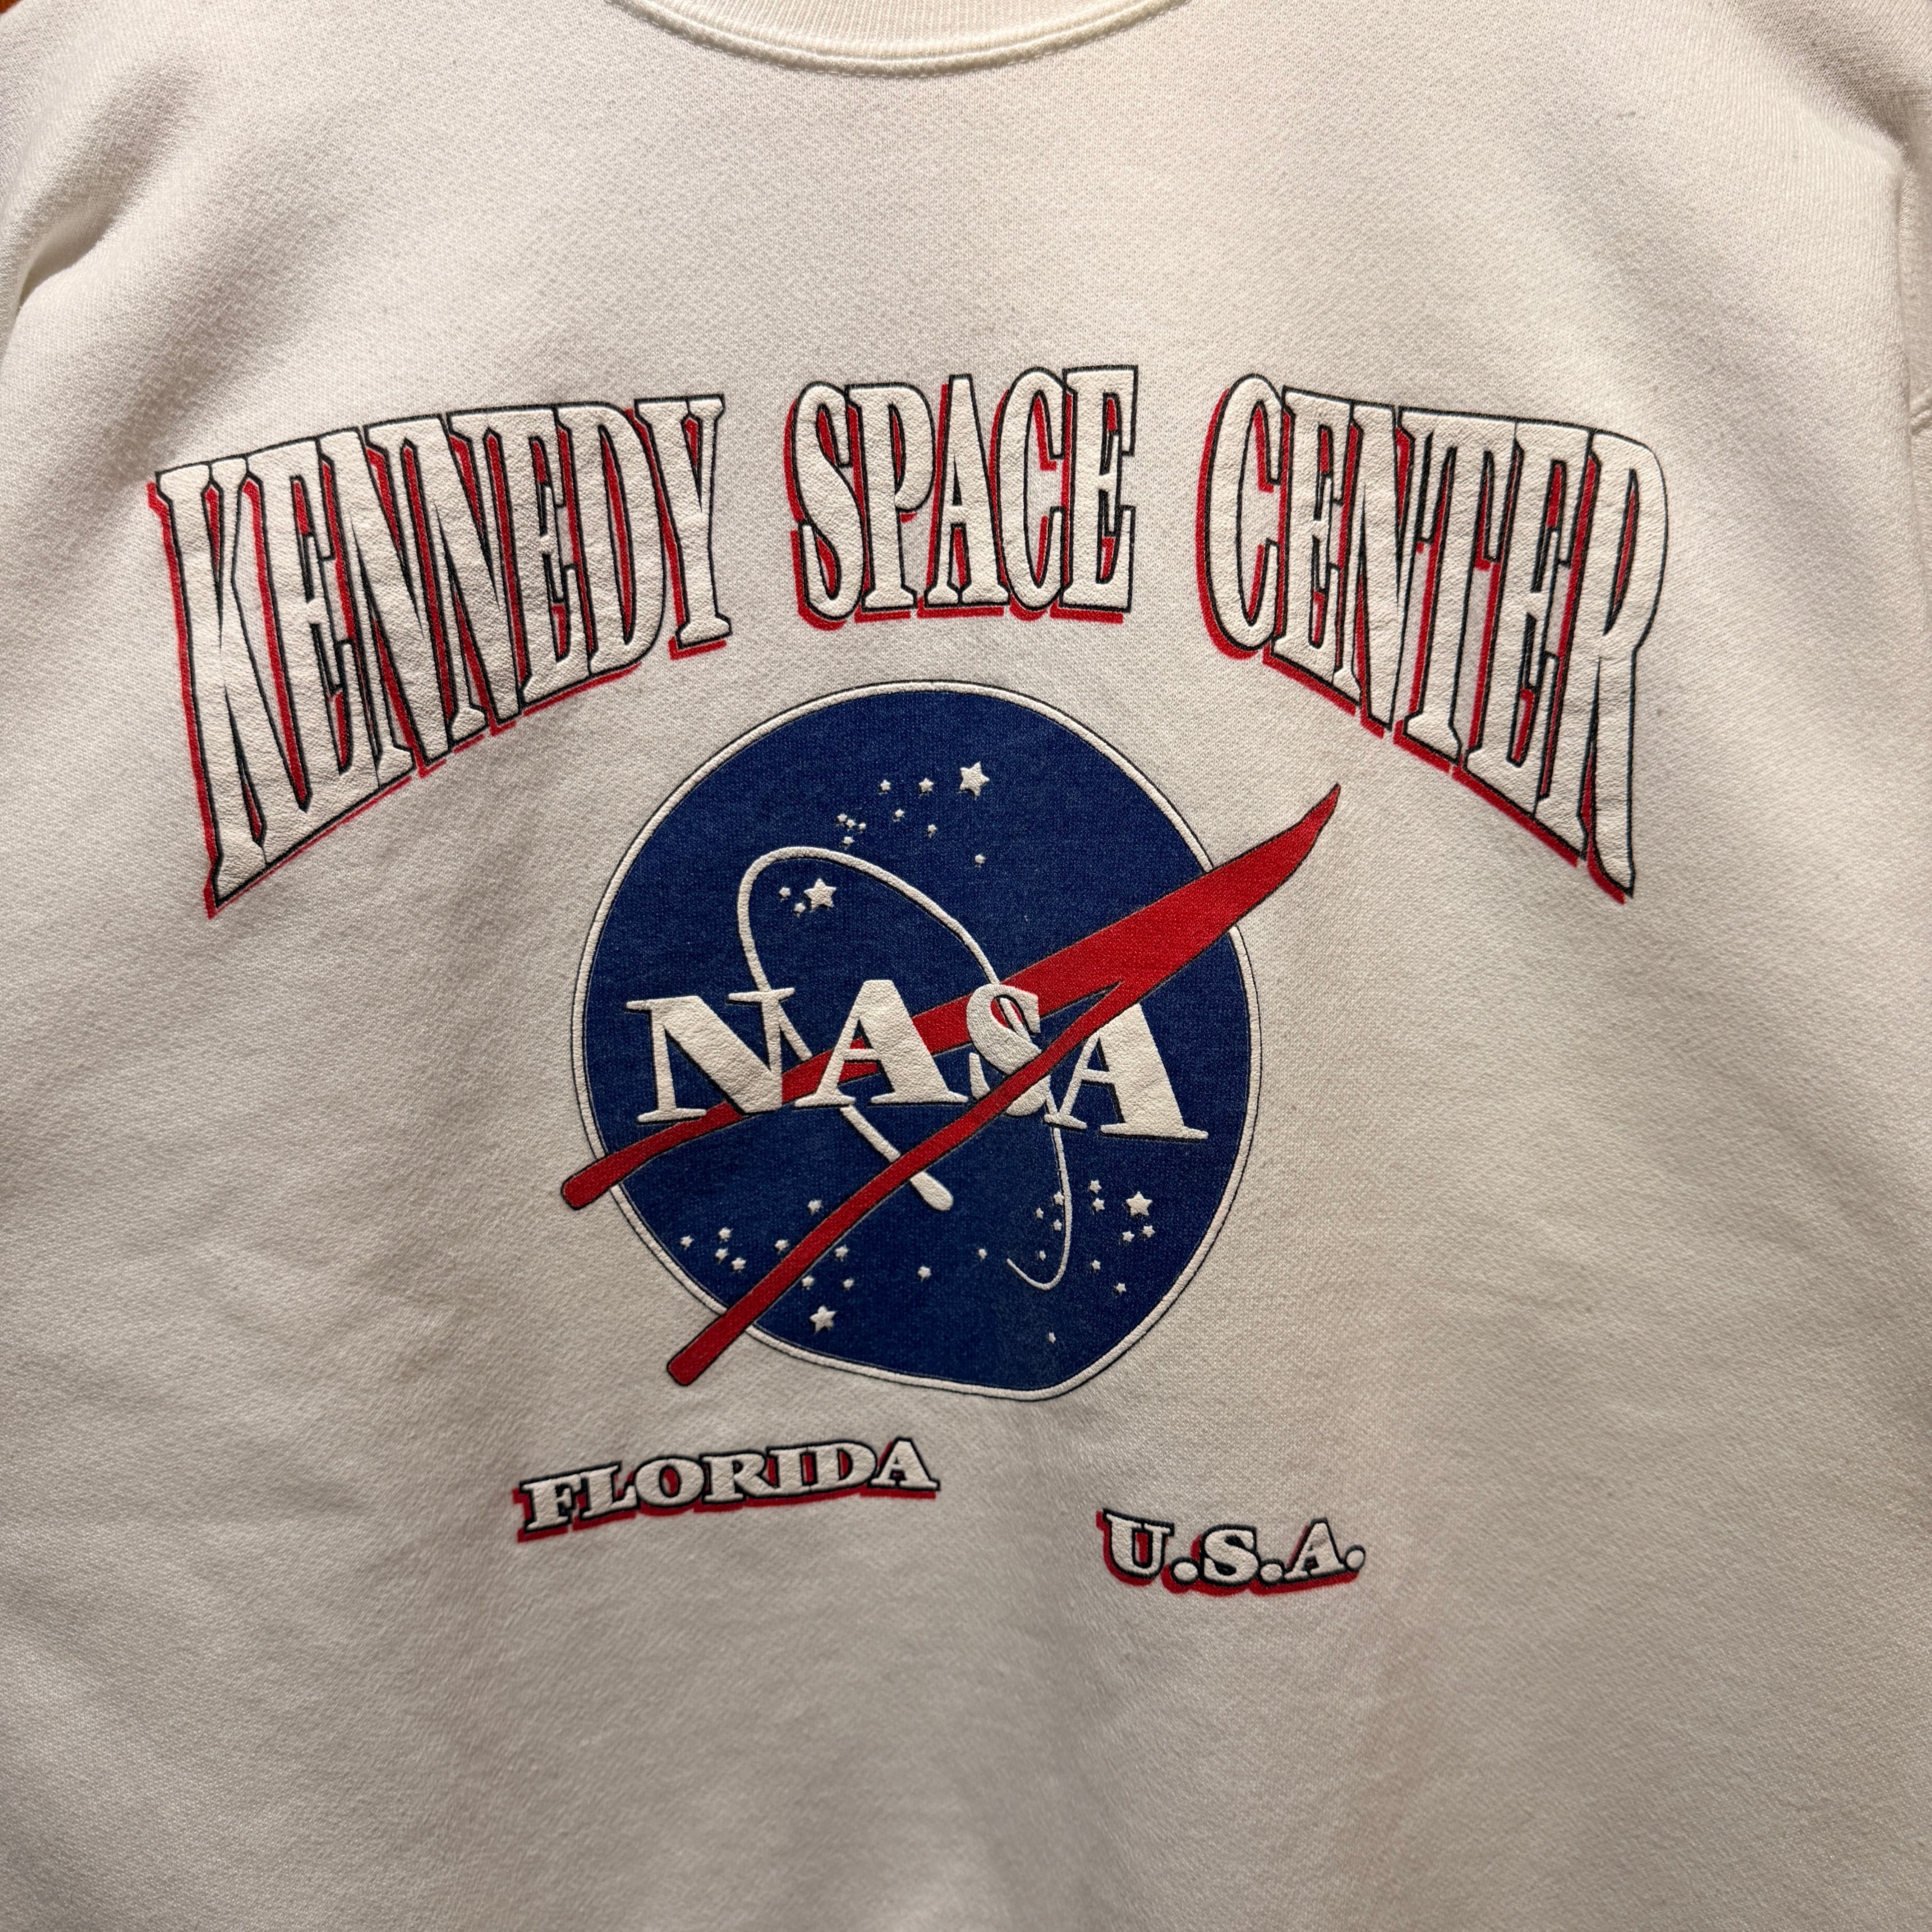 KENNEDY SPACE CENTER
NASA
FLORIDA
U.S.A.